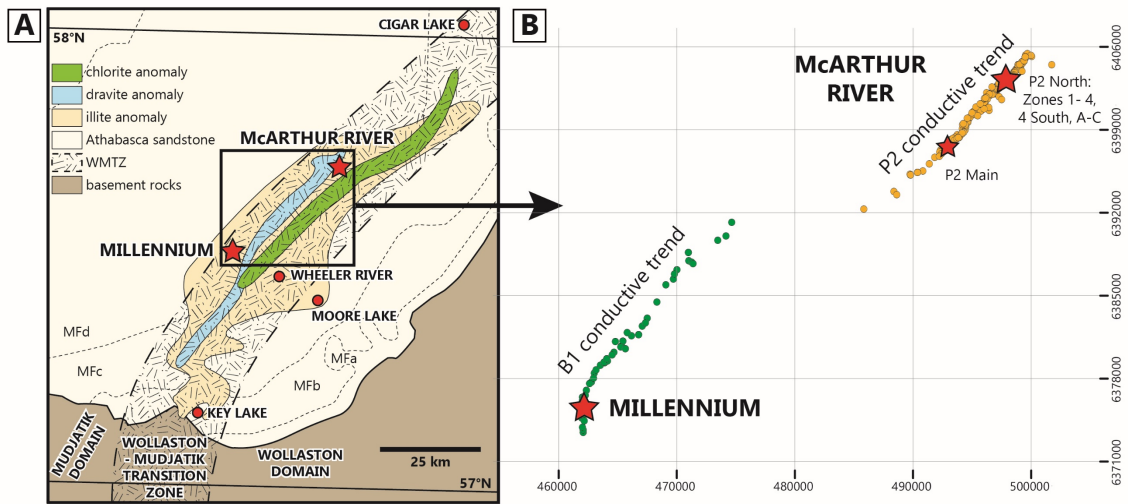 A
CIGAR LAKE
58°N
chlorite anomaly
dravite anomaly
illite anomaly
Athabasca sandstone
WMTZ
basement rocks
McARTHUR RIVER
MILLENNIUM
WHEELER RIVER
MOORE LAKE
MFd
MFc
MFa
MFb
KEY LAKE
MUDJATIK
DOMAIN
WOLLASTON
- MUDJATIK
TRANSITION
ZONE
WOLLASTON
DOMAIN
25 km
57°N
B
McARTHUR
RIVER
P2 conductive trend
P2 North:
Zones 1- 4,
4 South, A-C
P2 Main
B1 conductive trend
MILLENNIUM
6406000
6399000
6392000
6385000
6378000
6371000
460000
470000
480000
490000
500000